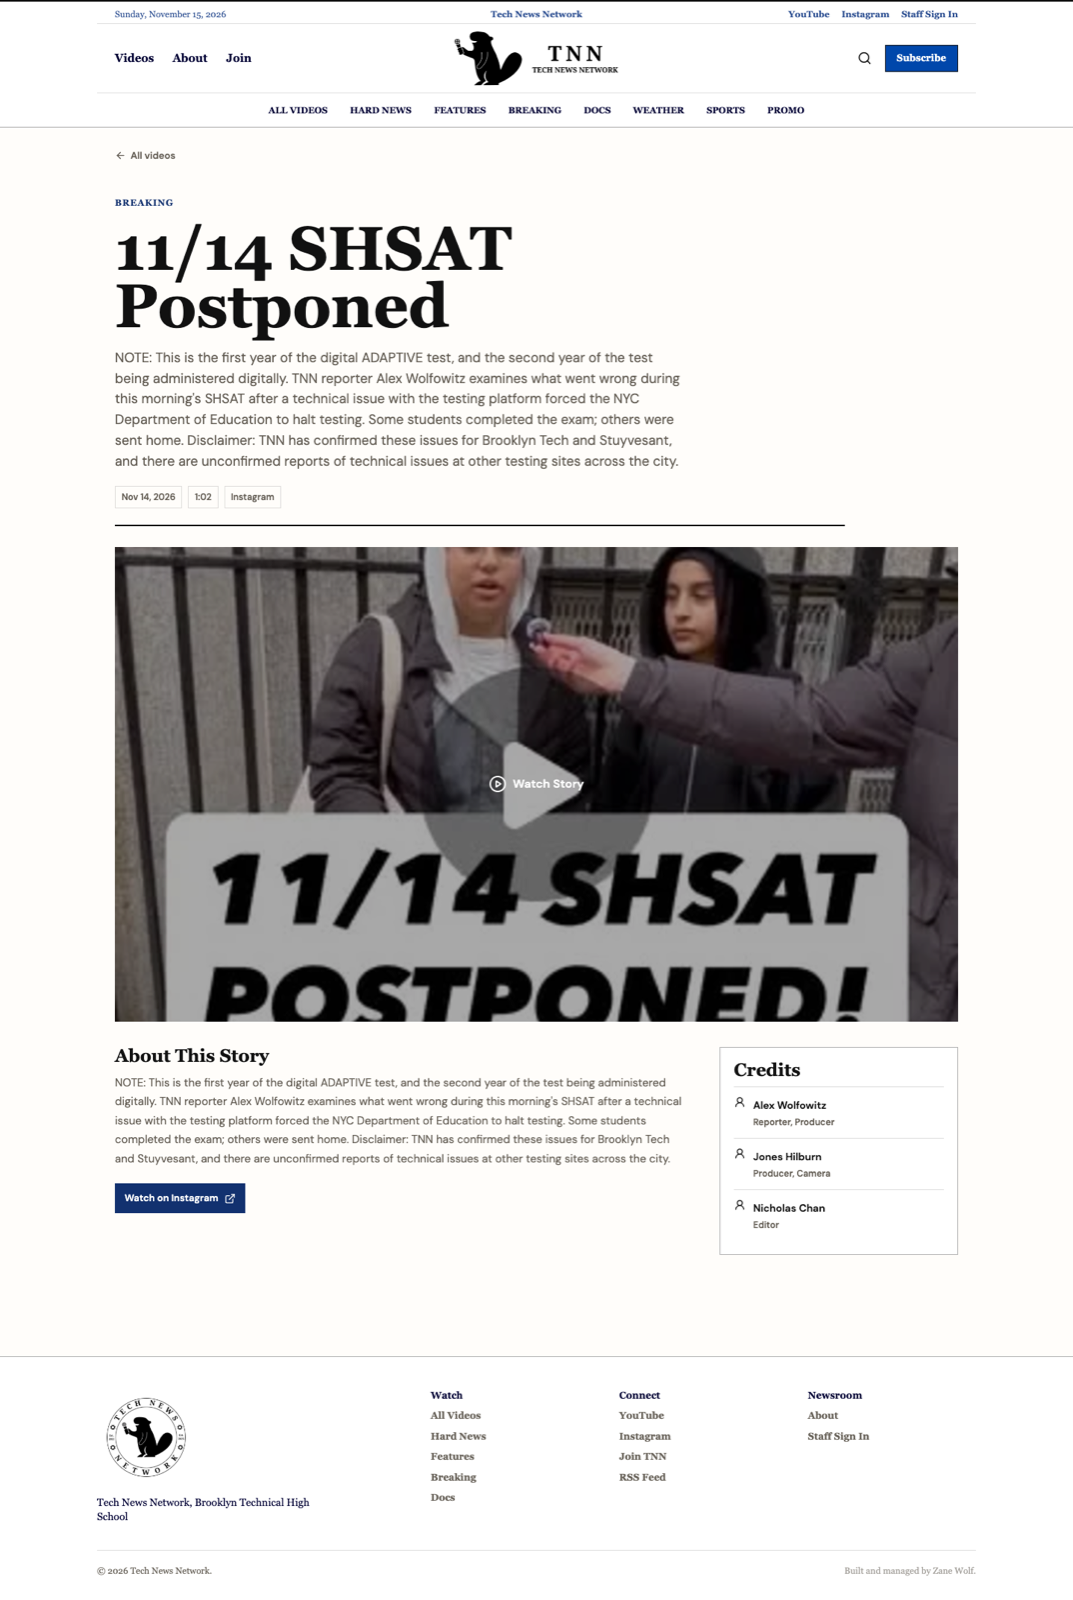 Sunday, November 15, 2026
Tech News Network
YouTube Instagram Staff Sign In
Videos About Join
TNN
TECH NEWS NETWORK
Subscribe
ALL VIDEOS HARD NEWS FEATURES BREAKING DOCS WEATHER SPORTS PROMO
← All videos
BREAKING
11/14 SHSAT
Postponed
NOTE: This is the first year of the digital ADAPTIVE test, and the second year of the test
being administered digitally. TNN reporter Alex Wolfowitz examines what went wrong during
this morning's SHSAT after a technical issue with the testing platform forced the NYC
Department of Education to halt testing. Some students completed the exam; others were
sent home. Disclaimer: TNN has confirmed these issues for Brooklyn Tech and Stuyvesant,
and there are unconfirmed reports of technical issues at other testing sites across the city.
Nov 14, 2026 1:02 Instagram
Watch Story
11/14 SHSAT
POSTPONED!
About This Story
NOTE: This is the first year of the digital ADAPTIVE test, and the second year of the test being administered
digitally. TNN reporter Alex Wolfowitz examines what went wrong during this morning's SHSAT after a technical
issue with the testing platform forced the NYC Department of Education to halt testing. Some students
completed the exam; others were sent home. Disclaimer: TNN has confirmed these issues for Brooklyn Tech
and Stuyvesant, and there are unconfirmed reports of technical issues at other testing sites across the city.
Watch on Instagram
Credits
Alex Wolfowitz
Reporter, Producer
Jones Hilburn
Producer, Camera
Nicholas Chan
Editor
TECH NEWS
NETWORK
Tech News Network, Brooklyn Technical High
School
Watch
All Videos
Hard News
Features
Breaking
Docs
Connect
YouTube
Instagram
Join TNN
RSS Feed
Newsroom
About
Staff Sign In
© 2026 Tech News Network.
Built and managed by Zane Wolf.